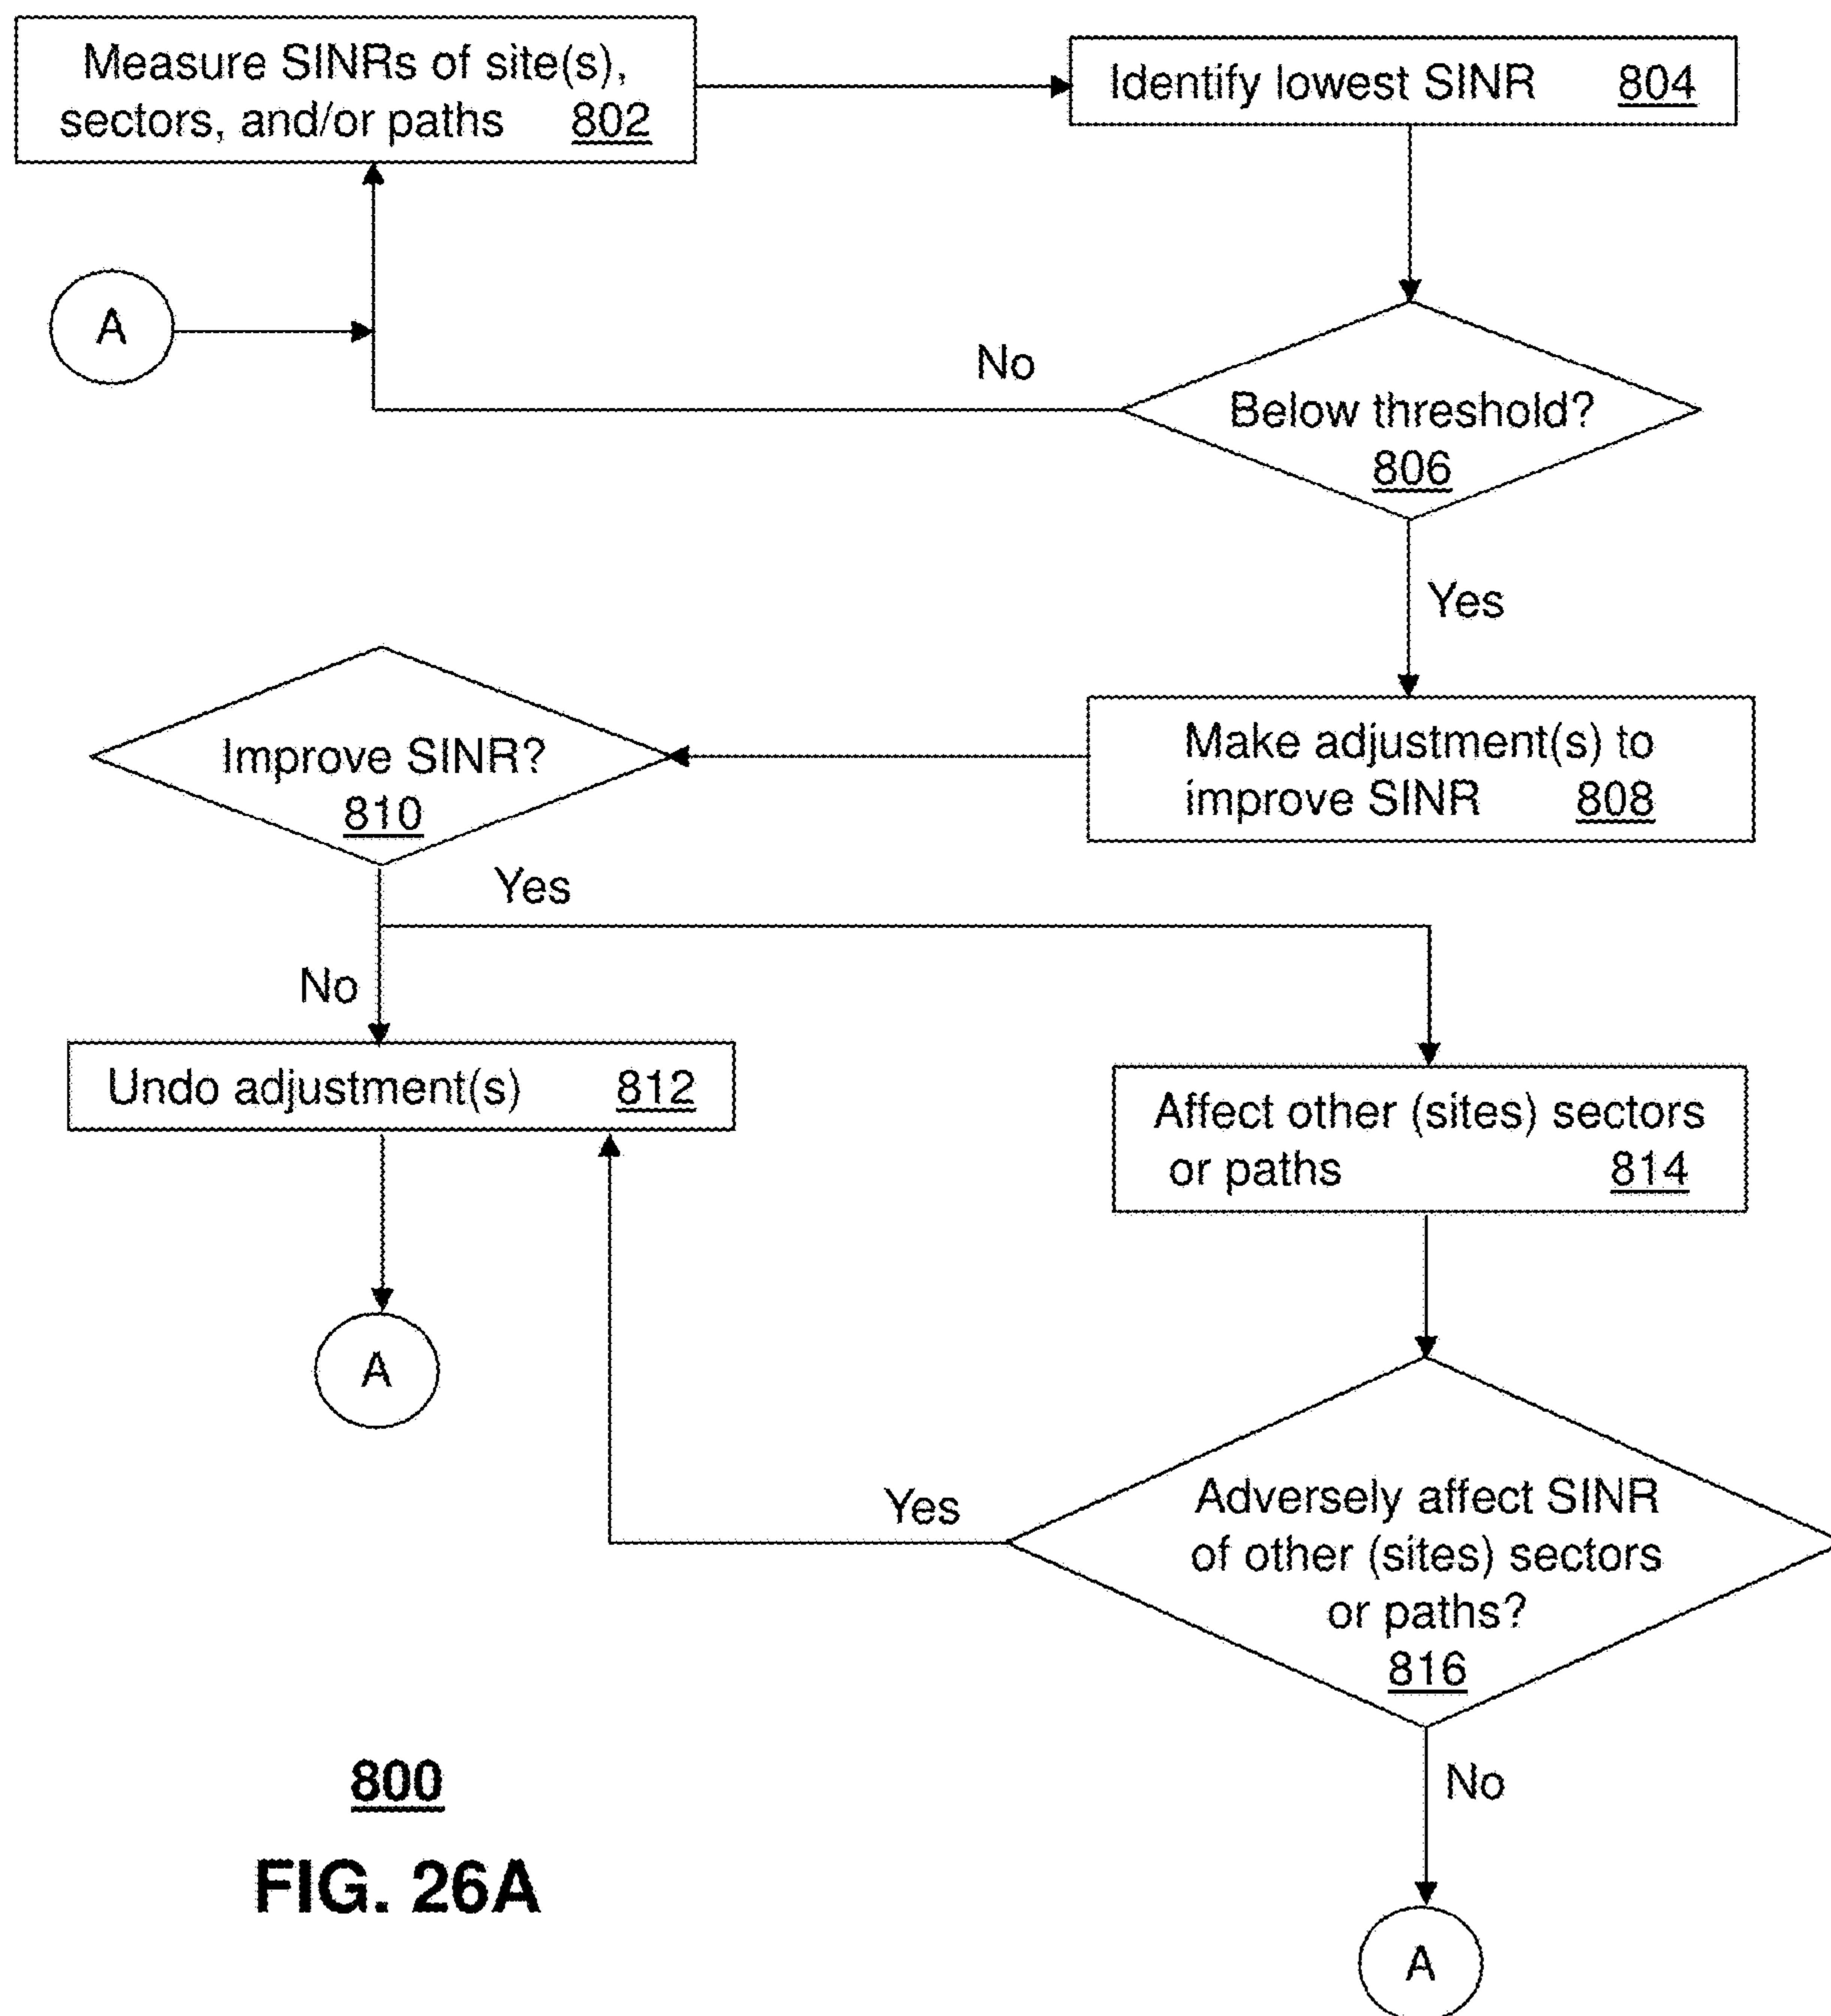 Measure SINRs of site(s),
sectors, and/or paths 802
Identify lowest SINR 804
A
No
Below threshold?
806
Yes
Improve SINR?
810
Make adjustment(s) to
improve SINR 808
Yes
No
Undo adjustment(s) 812
Affect other (sites) sectors
or paths 814
A
Yes
Adversely affect SINR
of other (sites) sectors
or paths?
816
No
800
FIG. 26A
A